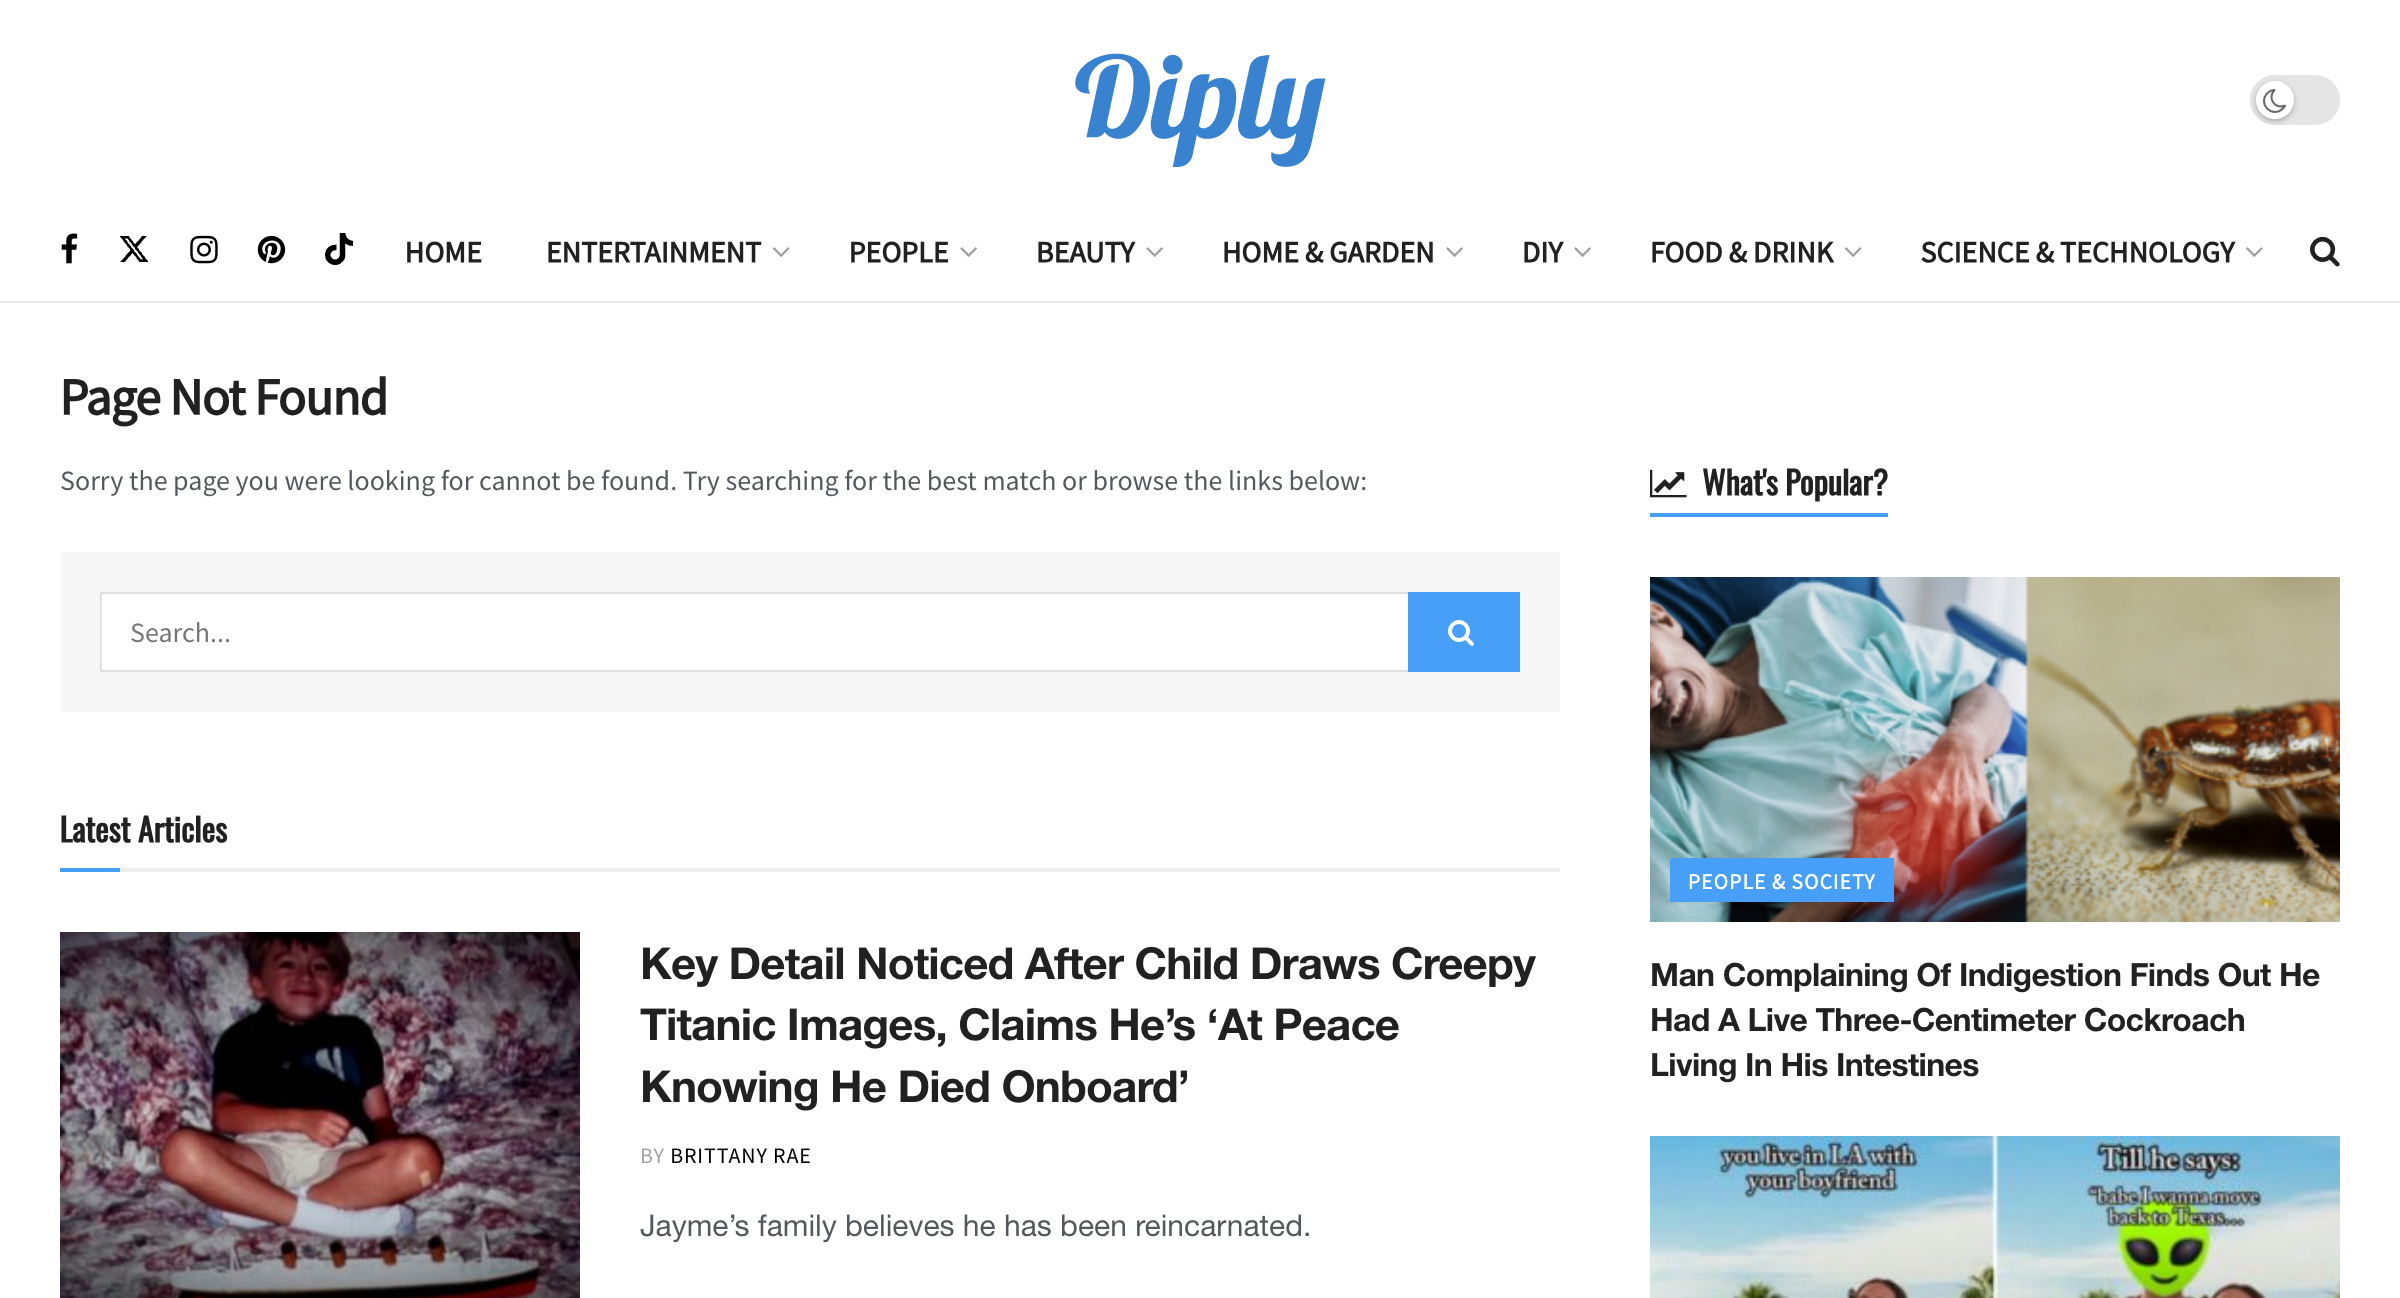 Diply
HOME
ENTERTAINMENT
PEOPLE
BEAUTY
HOME & GARDEN
DIY
FOOD & DRINK
SCIENCE & TECHNOLOGY
Page Not Found
Sorry the page you were looking for cannot be found. Try searching for the best match or browse the links below:
Search...
Latest Articles
Key Detail Noticed After Child Draws Creepy
Titanic Images, Claims He’s ‘At Peace
Knowing He Died Onboard’
BY BRITTANY RAE
Jayme’s family believes he has been reincarnated.
What's Popular?
PEOPLE & SOCIETY
Man Complaining Of Indigestion Finds Out He
Had A Live Three-Centimeter Cockroach
Living In His Intestines
you live in LA with
your boyfriend
Till he says:
“babe I wanna move
back to Texas...